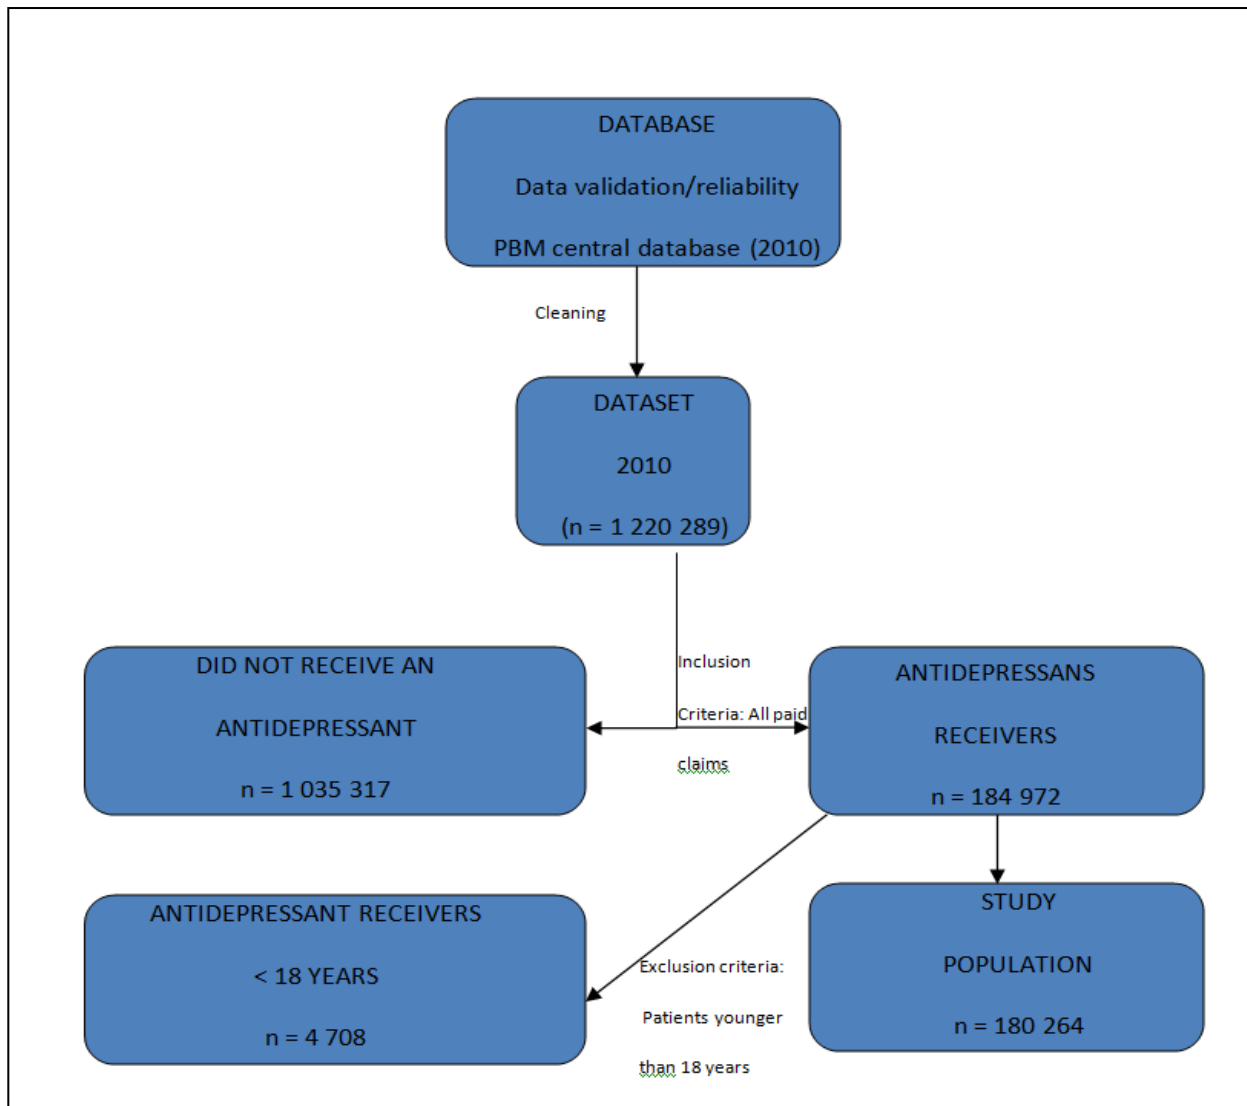 DATABASE
Data validation/reliability
PBM central database (2010)
Cleaning
DATASET
2010
(n = 1 220 289)
DID NOT RECEIVE AN
ANTIDEPRESSANT
n = 1 035 317
Inclusion
Criteria: All paid
claims
ANTIDEPRESSANS
RECEIVERS
n = 184 972
ANTIDEPRESSANT RECEIVERS
< 18 YEARS
n = 4 708
Exclusion criteria:
Patients younger
than 18 years
STUDY
POPULATION
n = 180 264